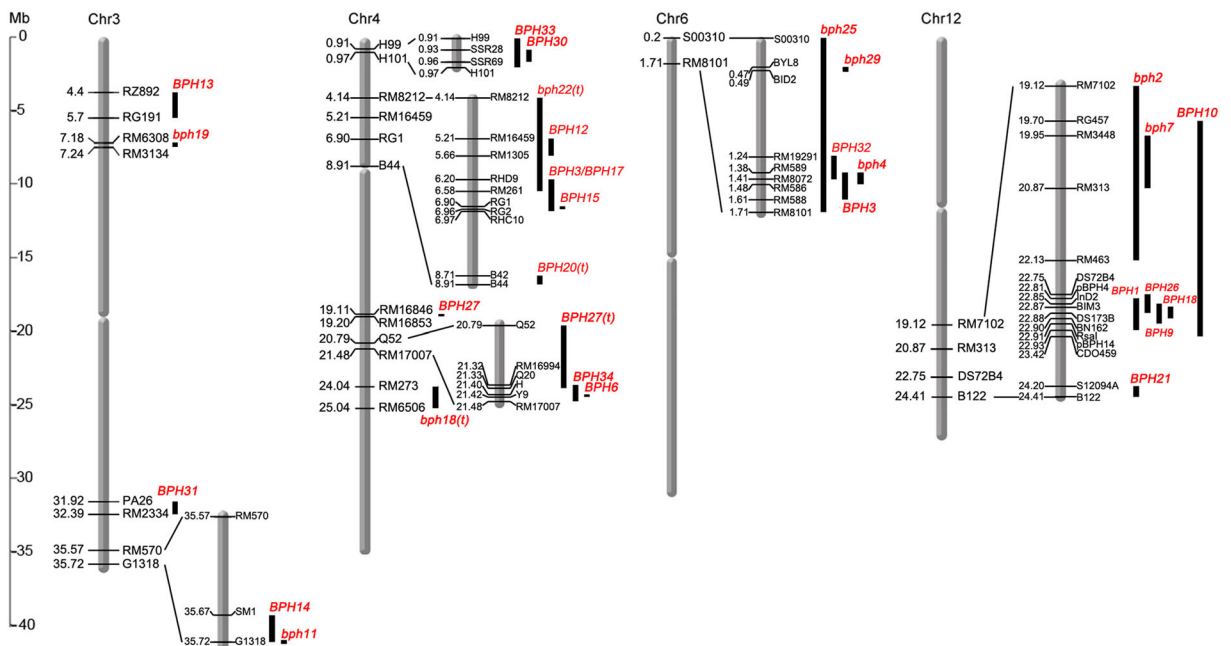 Mb
Chr3
Chr4
Chr6
Chr12
0
5
10
15
20
25
30
35
40
4.4 RZ892
5.7 RG191
7.18 RM6308
7.24 RM3134
31.92 PA26
32.39 RM2334
35.57 RM570
35.72 G1318
BPH13
bph19
BPH31
35.57 RM570
35.67 SM1
35.72 G1318
BPH14
bph11
0.91 H99
0.97 H101
4.14 RM8212
5.21 RM16459
6.90 RG1
8.91 B44
19.11 RM16846
19.20 RM16853
20.79 Q52
21.48 RM17007
24.04 RM273
25.04 RM6506
BPH27
bph18(t)
0.91 H99
0.93 SSR28
0.96 SSR69
0.97 H101
BPH33
BPH30
4.14 RM8212
5.21 RM16459
5.66 RM1305
6.20 RHD9
6.58 RM261
6.90 RG1
6.96 RG2
6.97 RHC10
8.71 B42
8.91 B44
bph22(t)
BPH12
BPH3/BPH17
BPH15
BPH20(t)
20.79 Q52
21.32 RM16994
21.33 Q20
21.40 H
21.42 Y9
21.48 RM17007
BPH27(t)
BPH34
BPH6
0.2 S00310
1.71 RM8101
S00310
0.47 BYL8
0.49 BID2
1.24 RM19291
1.38 RM589
1.41 RM8072
1.48 RM586
1.61 RM588
1.71 RM8101
bph25
bph29
BPH32
bph4
BPH3
19.12 RM7102
20.87 RM313
22.75 DS72B4
24.41 B122
19.12 RM7102
19.70 RG457
19.95 RM3448
20.87 RM313
22.13 RM463
22.75 DS72B4
22.81 pBPH4
22.85 InD2
22.87 BIM3
22.88 DS173B
22.90 BN162
22.91 RsaI
22.93 pBPH14
23.42 CDO459
24.20 S12094A
24.41 B122
bph2
bph7
BPH10
BPH1
BPH26
BPH18
BPH9
BPH21